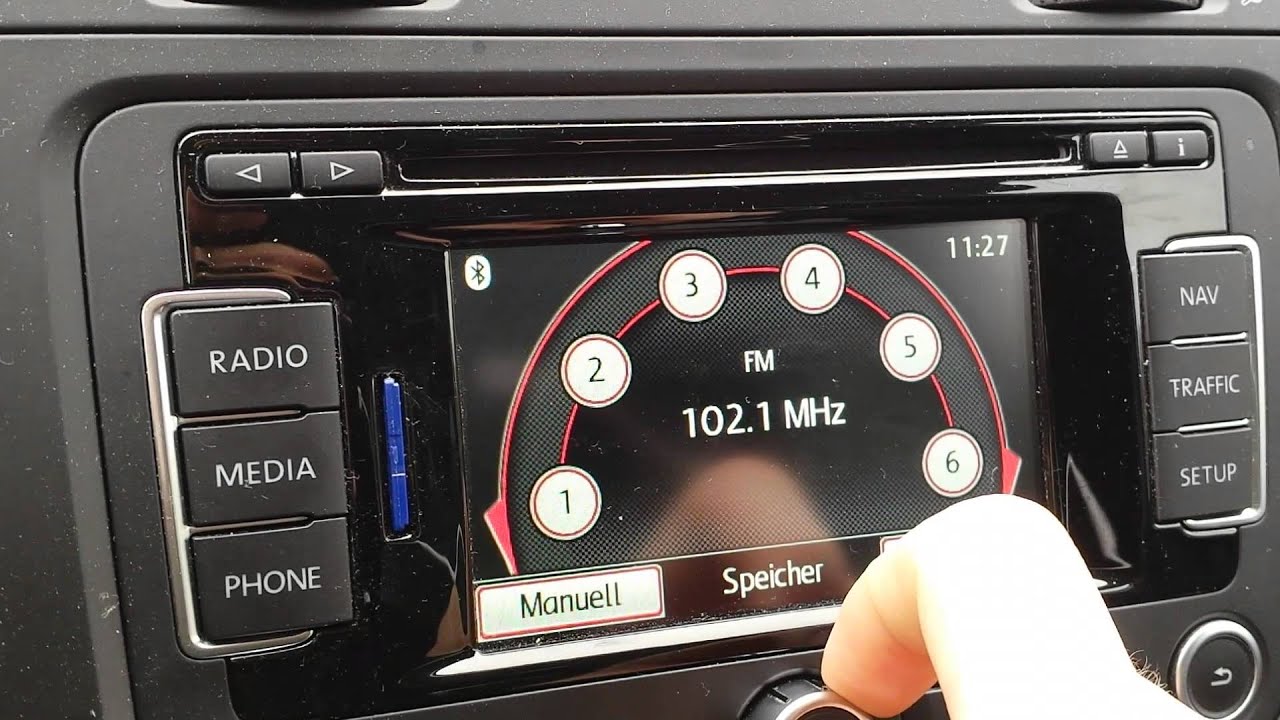 i
11:27
3
4
NAV
RADIO
2
FM
5
TRAFFIC
102.1 MHz
MEDIA
6
SETUP
1
PHONE
Speicher
Manuell